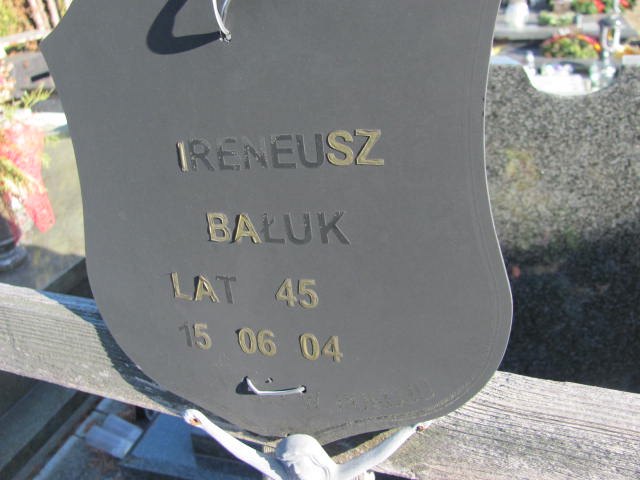 IRENEUSZ
BAŁUK
LAT 45
15 06 04